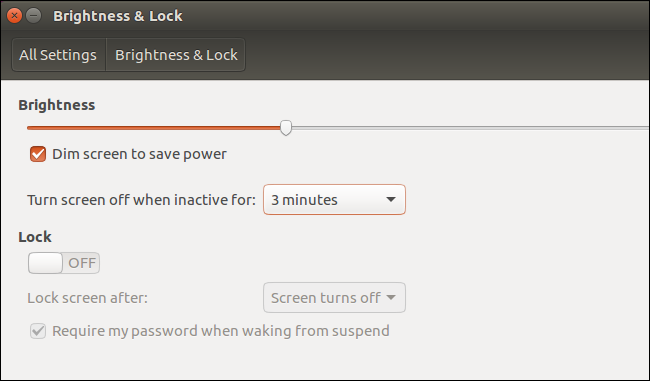 Brightness & Lock
All Settings Brightness & Lock
Brightness
Dim screen to save power
Turn screen off when inactive for: 3 minutes
Lock
OFF
Lock screen after: Screen turns off
Require my password when waking from suspend